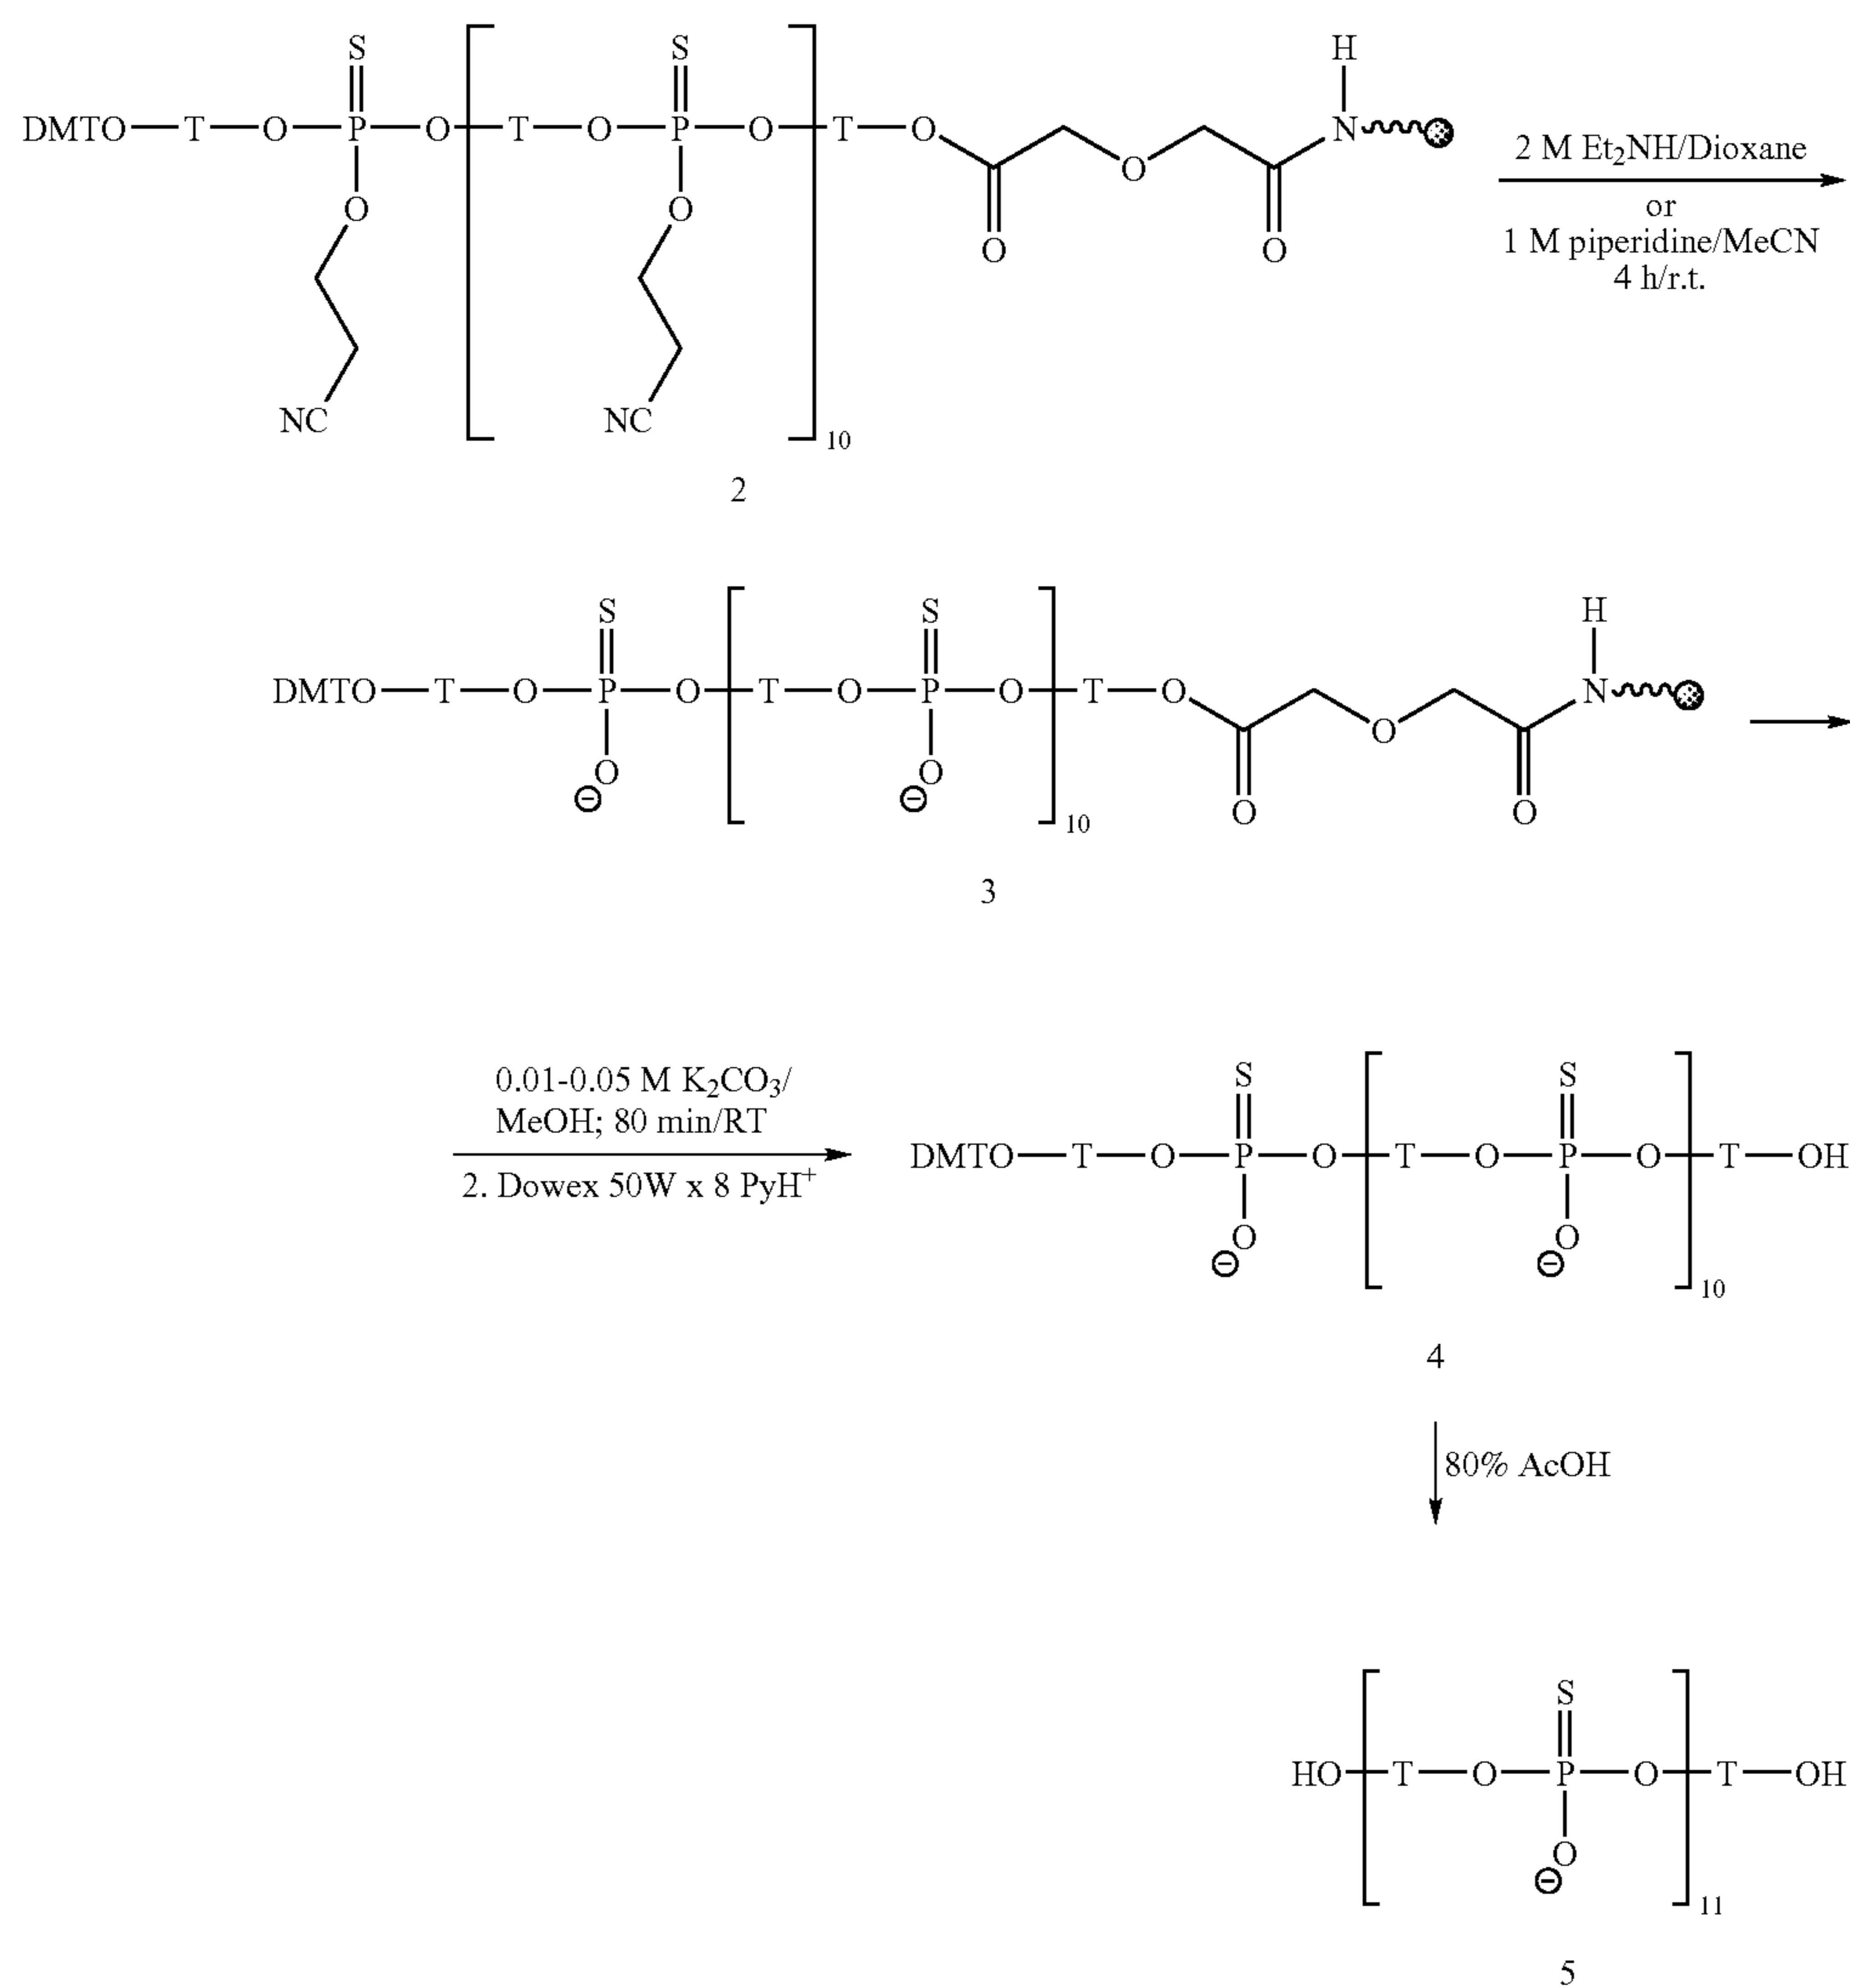 S S H
DMTO—T—O—P—O—T—O—P—O—T—O N
O O O O O
NC NC
10
2 M Et₂NH/Dioxane
or
1 M piperidine/MeCN
4 h/r.t.
2
S S H
DMTO—T—O—P—O—T—O—P—O—T—O N
O⊖ O⊖ O O O
10
3
0.01-0.05 M K₂CO₃/
MeOH; 80 min/RT
2. Dowex 50W x 8 PyH⁺
S S
DMTO—T—O—P—O—T—O—P—O—T—OH
O⊖ O⊖
10
4
80% AcOH
S
HO—T—O—P—O—T—OH
O⊖
11
5